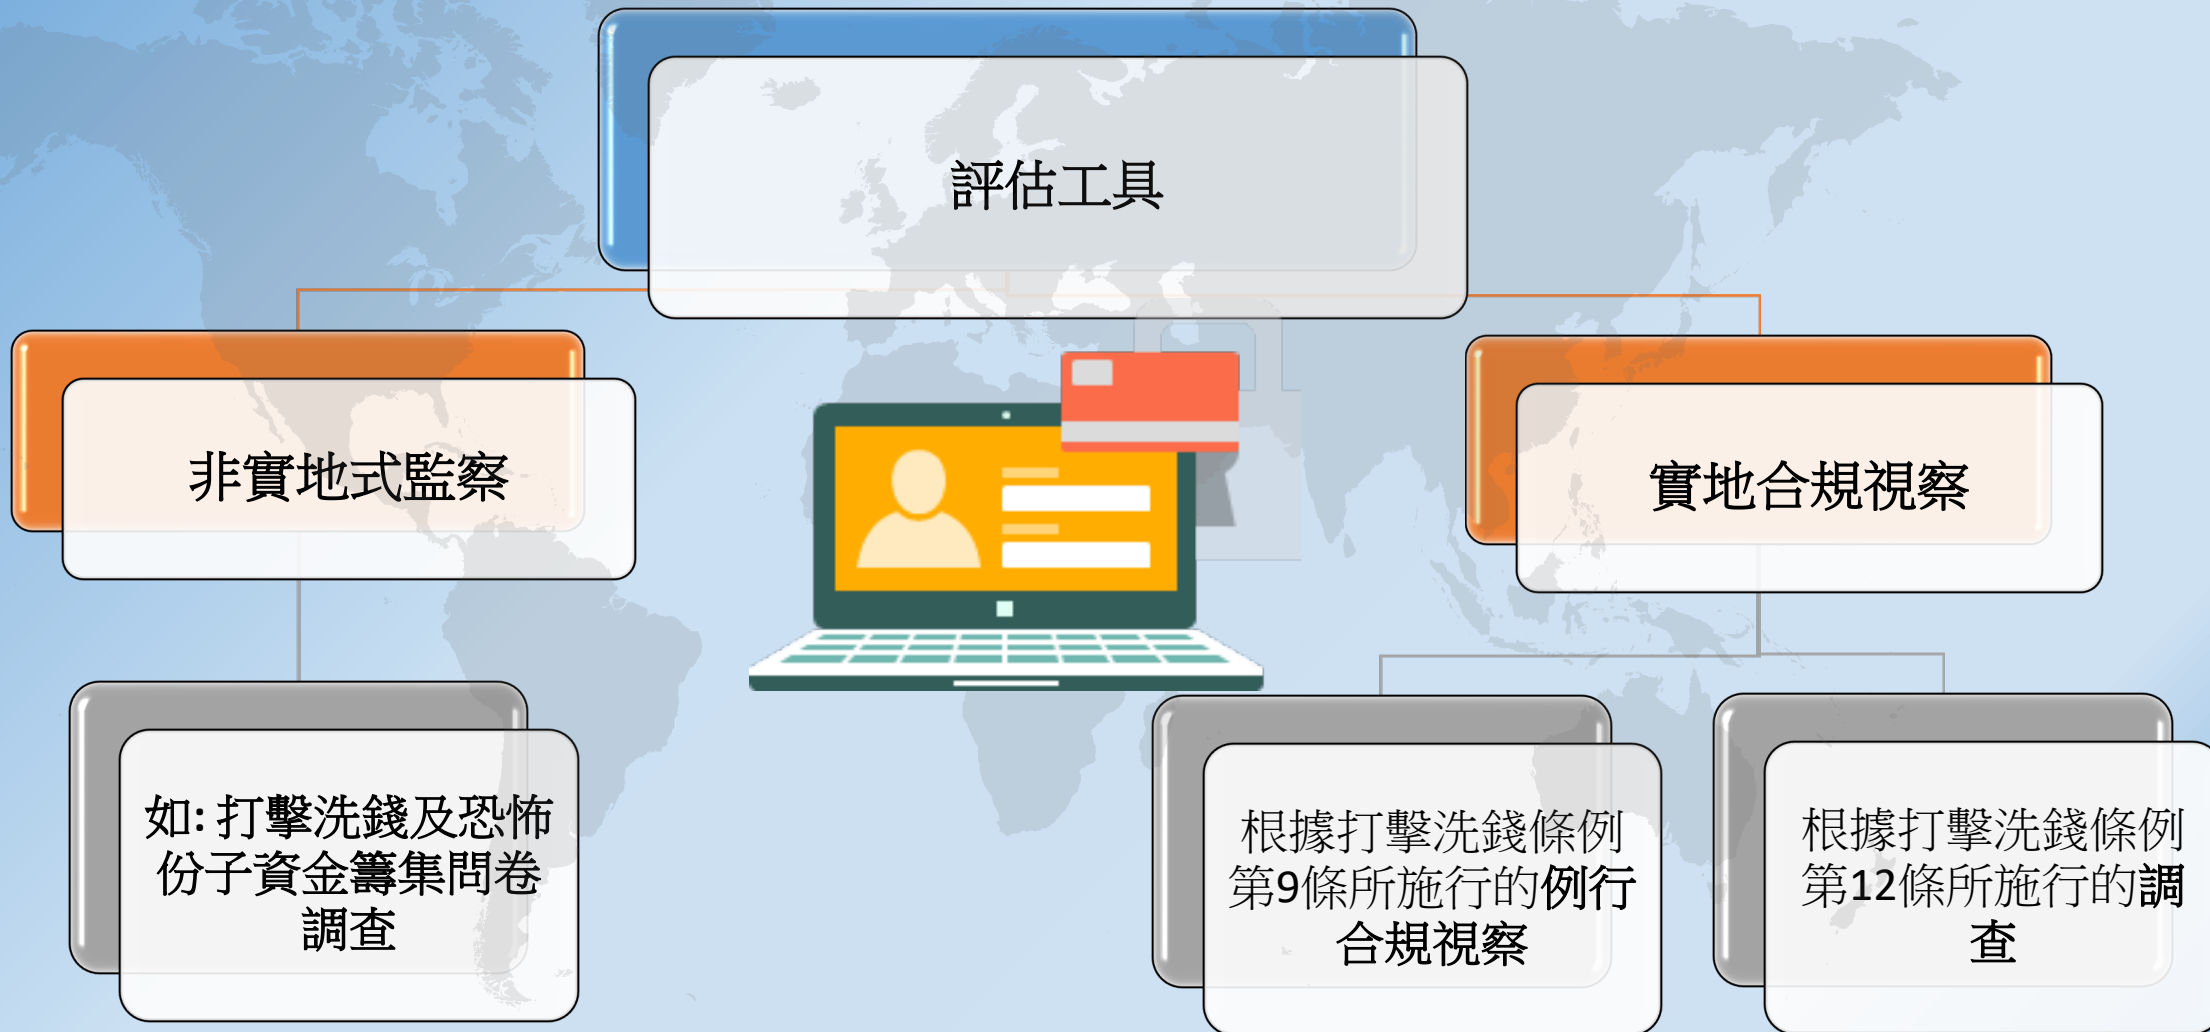 評估工具
非實地式監察
實地合規視察
如: 打擊洗錢及恐怖
份子資金籌集問卷
調查
根據打擊洗錢條例
第9條所施行的例行
合規視察
根據打擊洗錢條例
第12條所施行的調
查